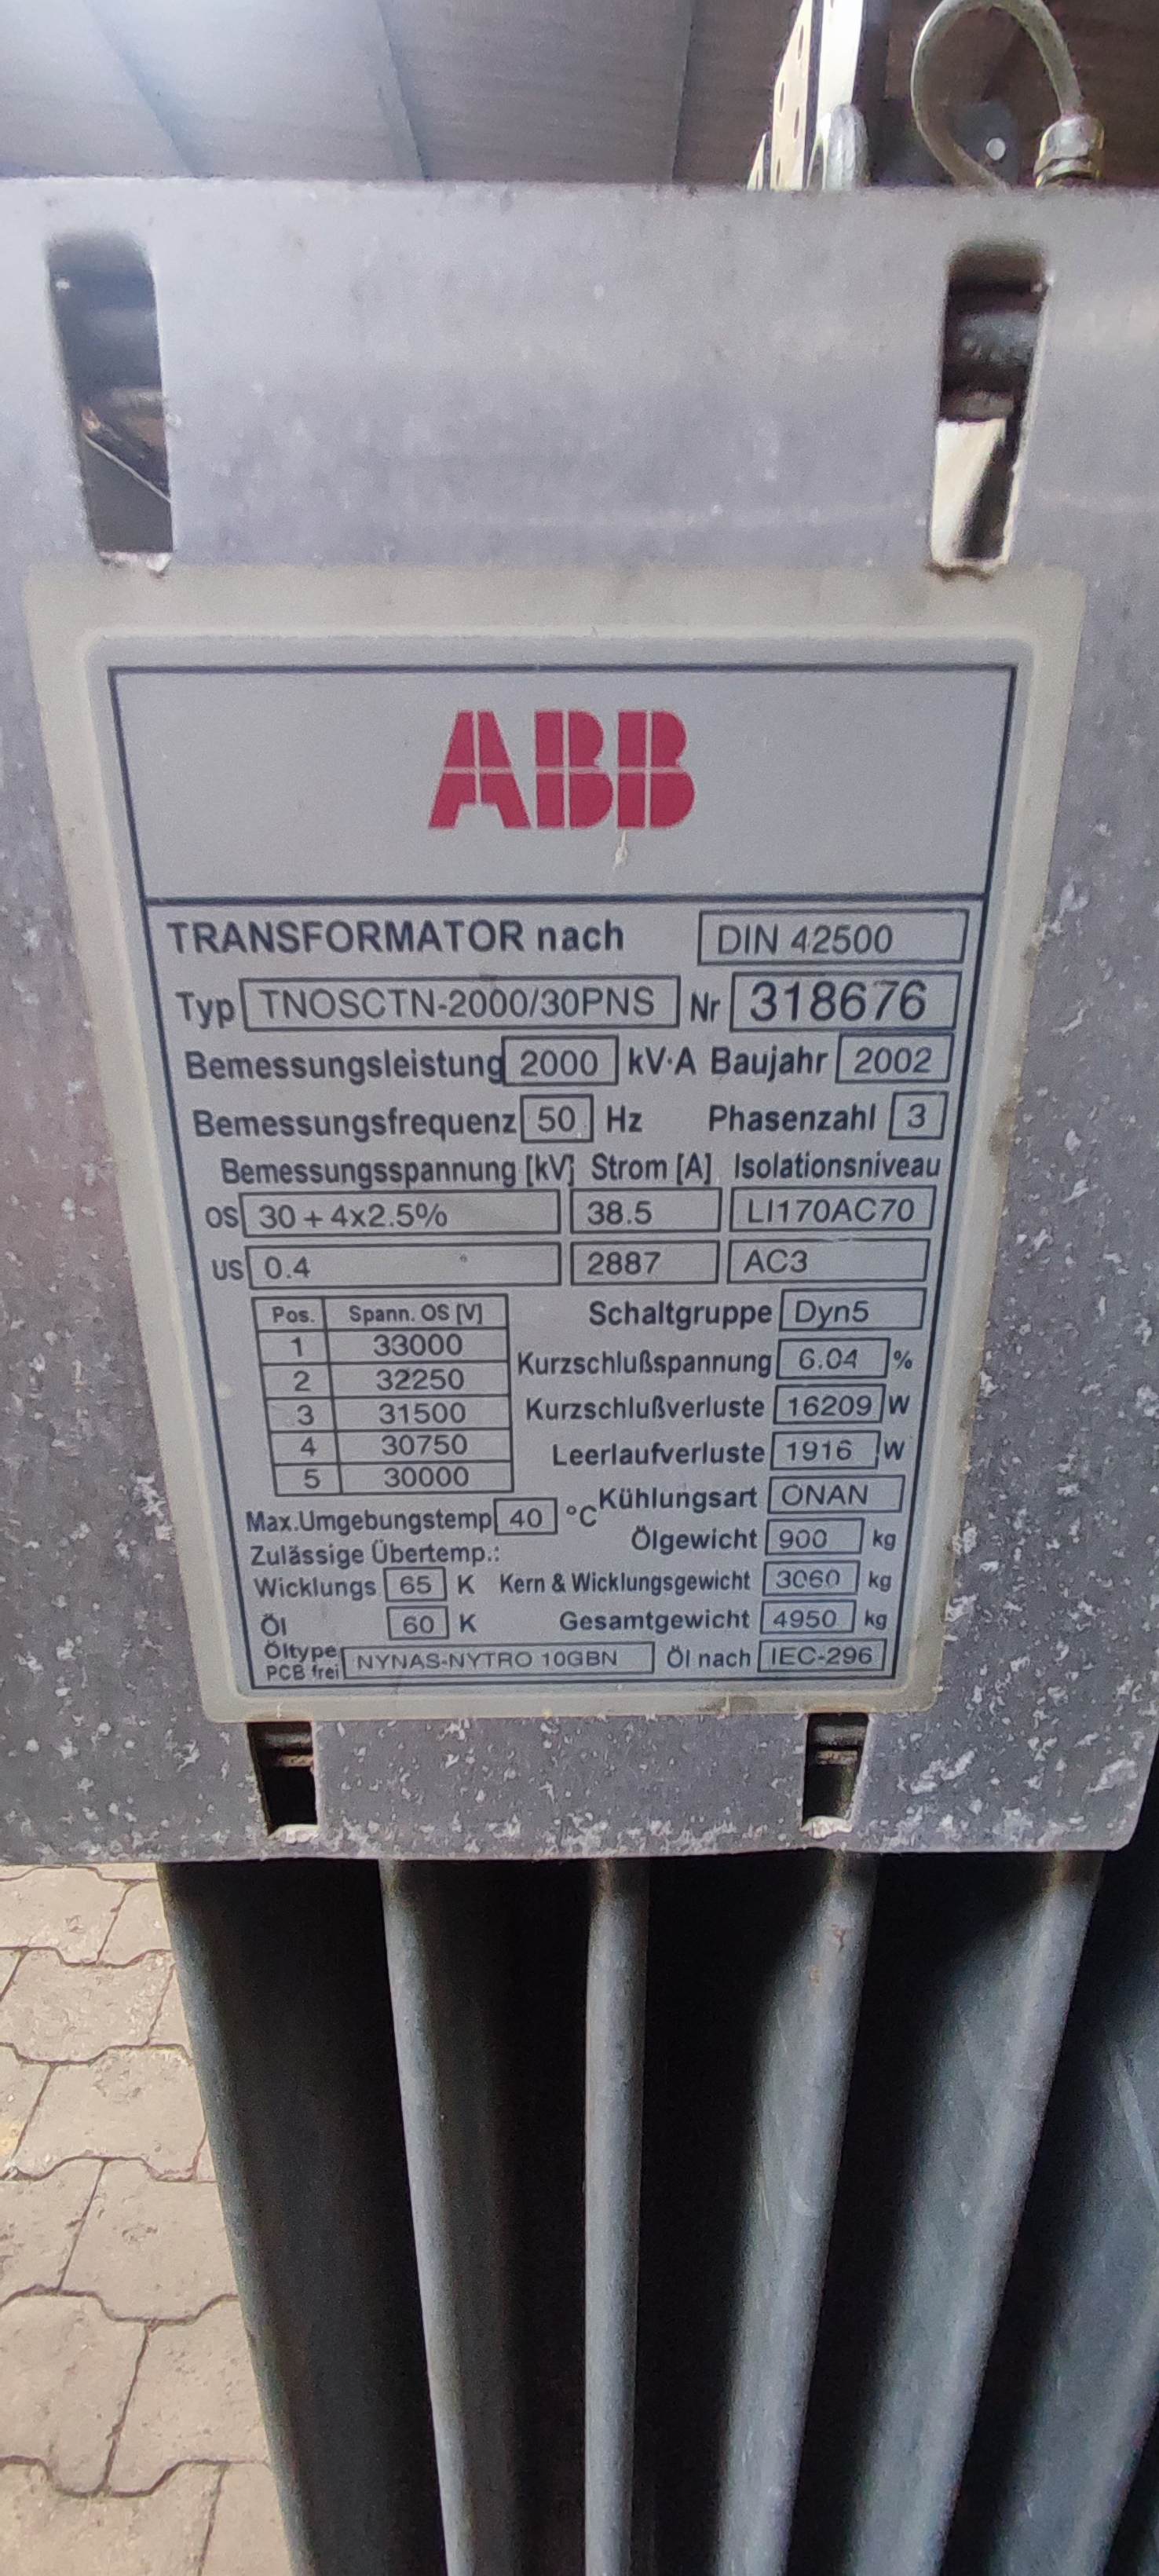 ABB
TRANSFORMATOR nach DIN 42500
Typ TNOSCTN-2000/30PNS Nr 318676
Bemessungsleistung 2000 kV·A Baujahr 2002
Bemessungsfrequenz 50 Hz Phasenzahl 3
Bemessungsspannung [kV] Strom [A] Isolationsniveau
OS 30 + 4x2.5% 38.5 LI170AC70
US 0.4 2887 AC3
Pos. Spann. OS [V]
1 33000
2 32250
3 31500
4 30750
5 30000
Schaltgruppe Dyn5
Kurzschlußspannung 6.04 %
Kurzschlußverluste 16209 W
Leerlaufverluste 1916 W
Kühlungsart ONAN
Max.Umgebungstemp 40 °C
Ölgewicht 900 kg
Zulässige Übertemp.:
Wicklungs 65 K Kern & Wicklungsgewicht 3060 kg
Öl 60 K Gesamtgewicht 4950 kg
Öltype PCB frei NYNAS-NYTRO 10GBN Öl nach IEC-296